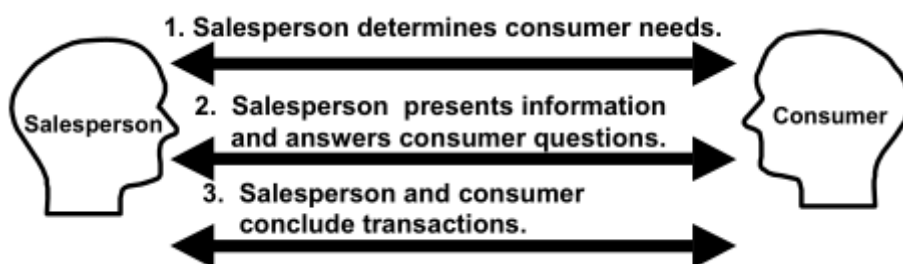 1. Salesperson determines consumer needs.
Salesperson
2. Salesperson presents information
and answers consumer questions.
Consumer
3. Salesperson and consumer
conclude transactions.